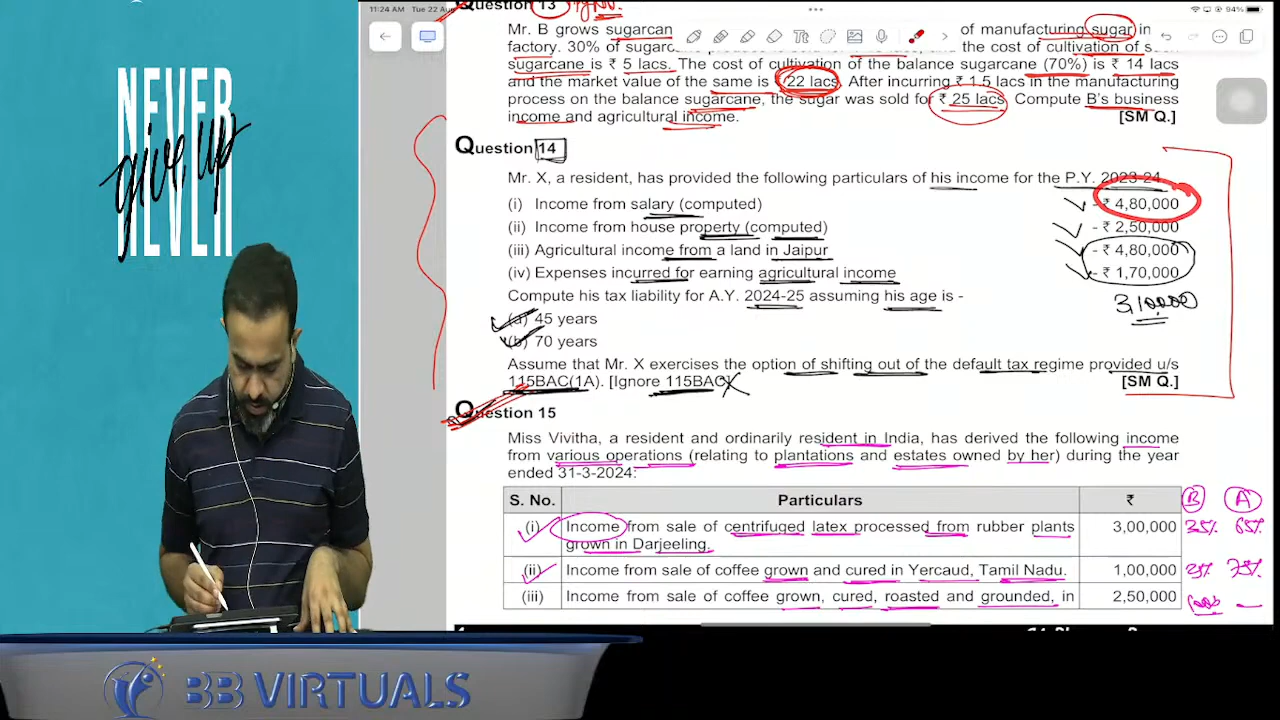 11:24 AM Tue 22 Aug
94%
Question 13
Mr. B grows sugarcan of manufacturing sugar in
factory. 30% of sugarc the cost of cultivation of
sugarcane is ₹ 5 lacs. The cost of cultivation of the balance sugarcane (70%) is ₹ 14 lacs
and the market value of the same is ₹ 22 lacs. After incurring ₹ 1.5 lacs in the manufacturing
process on the balance sugarcane, the sugar was sold for ₹ 25 lacs. Compute B's business
income and agricultural income. [SM Q.]
Question 14
Mr. X, a resident, has provided the following particulars of his income for the P.Y. 2023-24
(i) Income from salary (computed) - ₹ 4,80,000
(ii) Income from house property (computed) - ₹ 2,50,000
(iii) Agricultural income from a land in Jaipur - ₹ 4,80,000
(iv) Expenses incurred for earning agricultural income - ₹ 1,70,000
3,10,000
Compute his tax liability for A.Y. 2024-25 assuming his age is -
(a) 45 years
(b) 70 years
Assume that Mr. X exercises the option of shifting out of the default tax regime provided u/s
115BAC(1A). [Ignore 115BAC] [SM Q.]
Question 15
Miss Vivitha, a resident and ordinarily resident in India, has derived the following income
from various operations (relating to plantations and estates owned by her) during the year
ended 31-3-2024:
S. No. Particulars ₹ B A
(i) Income from sale of centrifuged latex processed from rubber plants 3,00,000 35% 65%
grown in Darjeeling.
(ii) Income from sale of coffee grown and cured in Yercaud, Tamil Nadu. 1,00,000 25% 75%
(iii) Income from sale of coffee grown, cured, roasted and grounded, in 2,50,000
NEVER
give up
NEVER
BB VIRTUALS